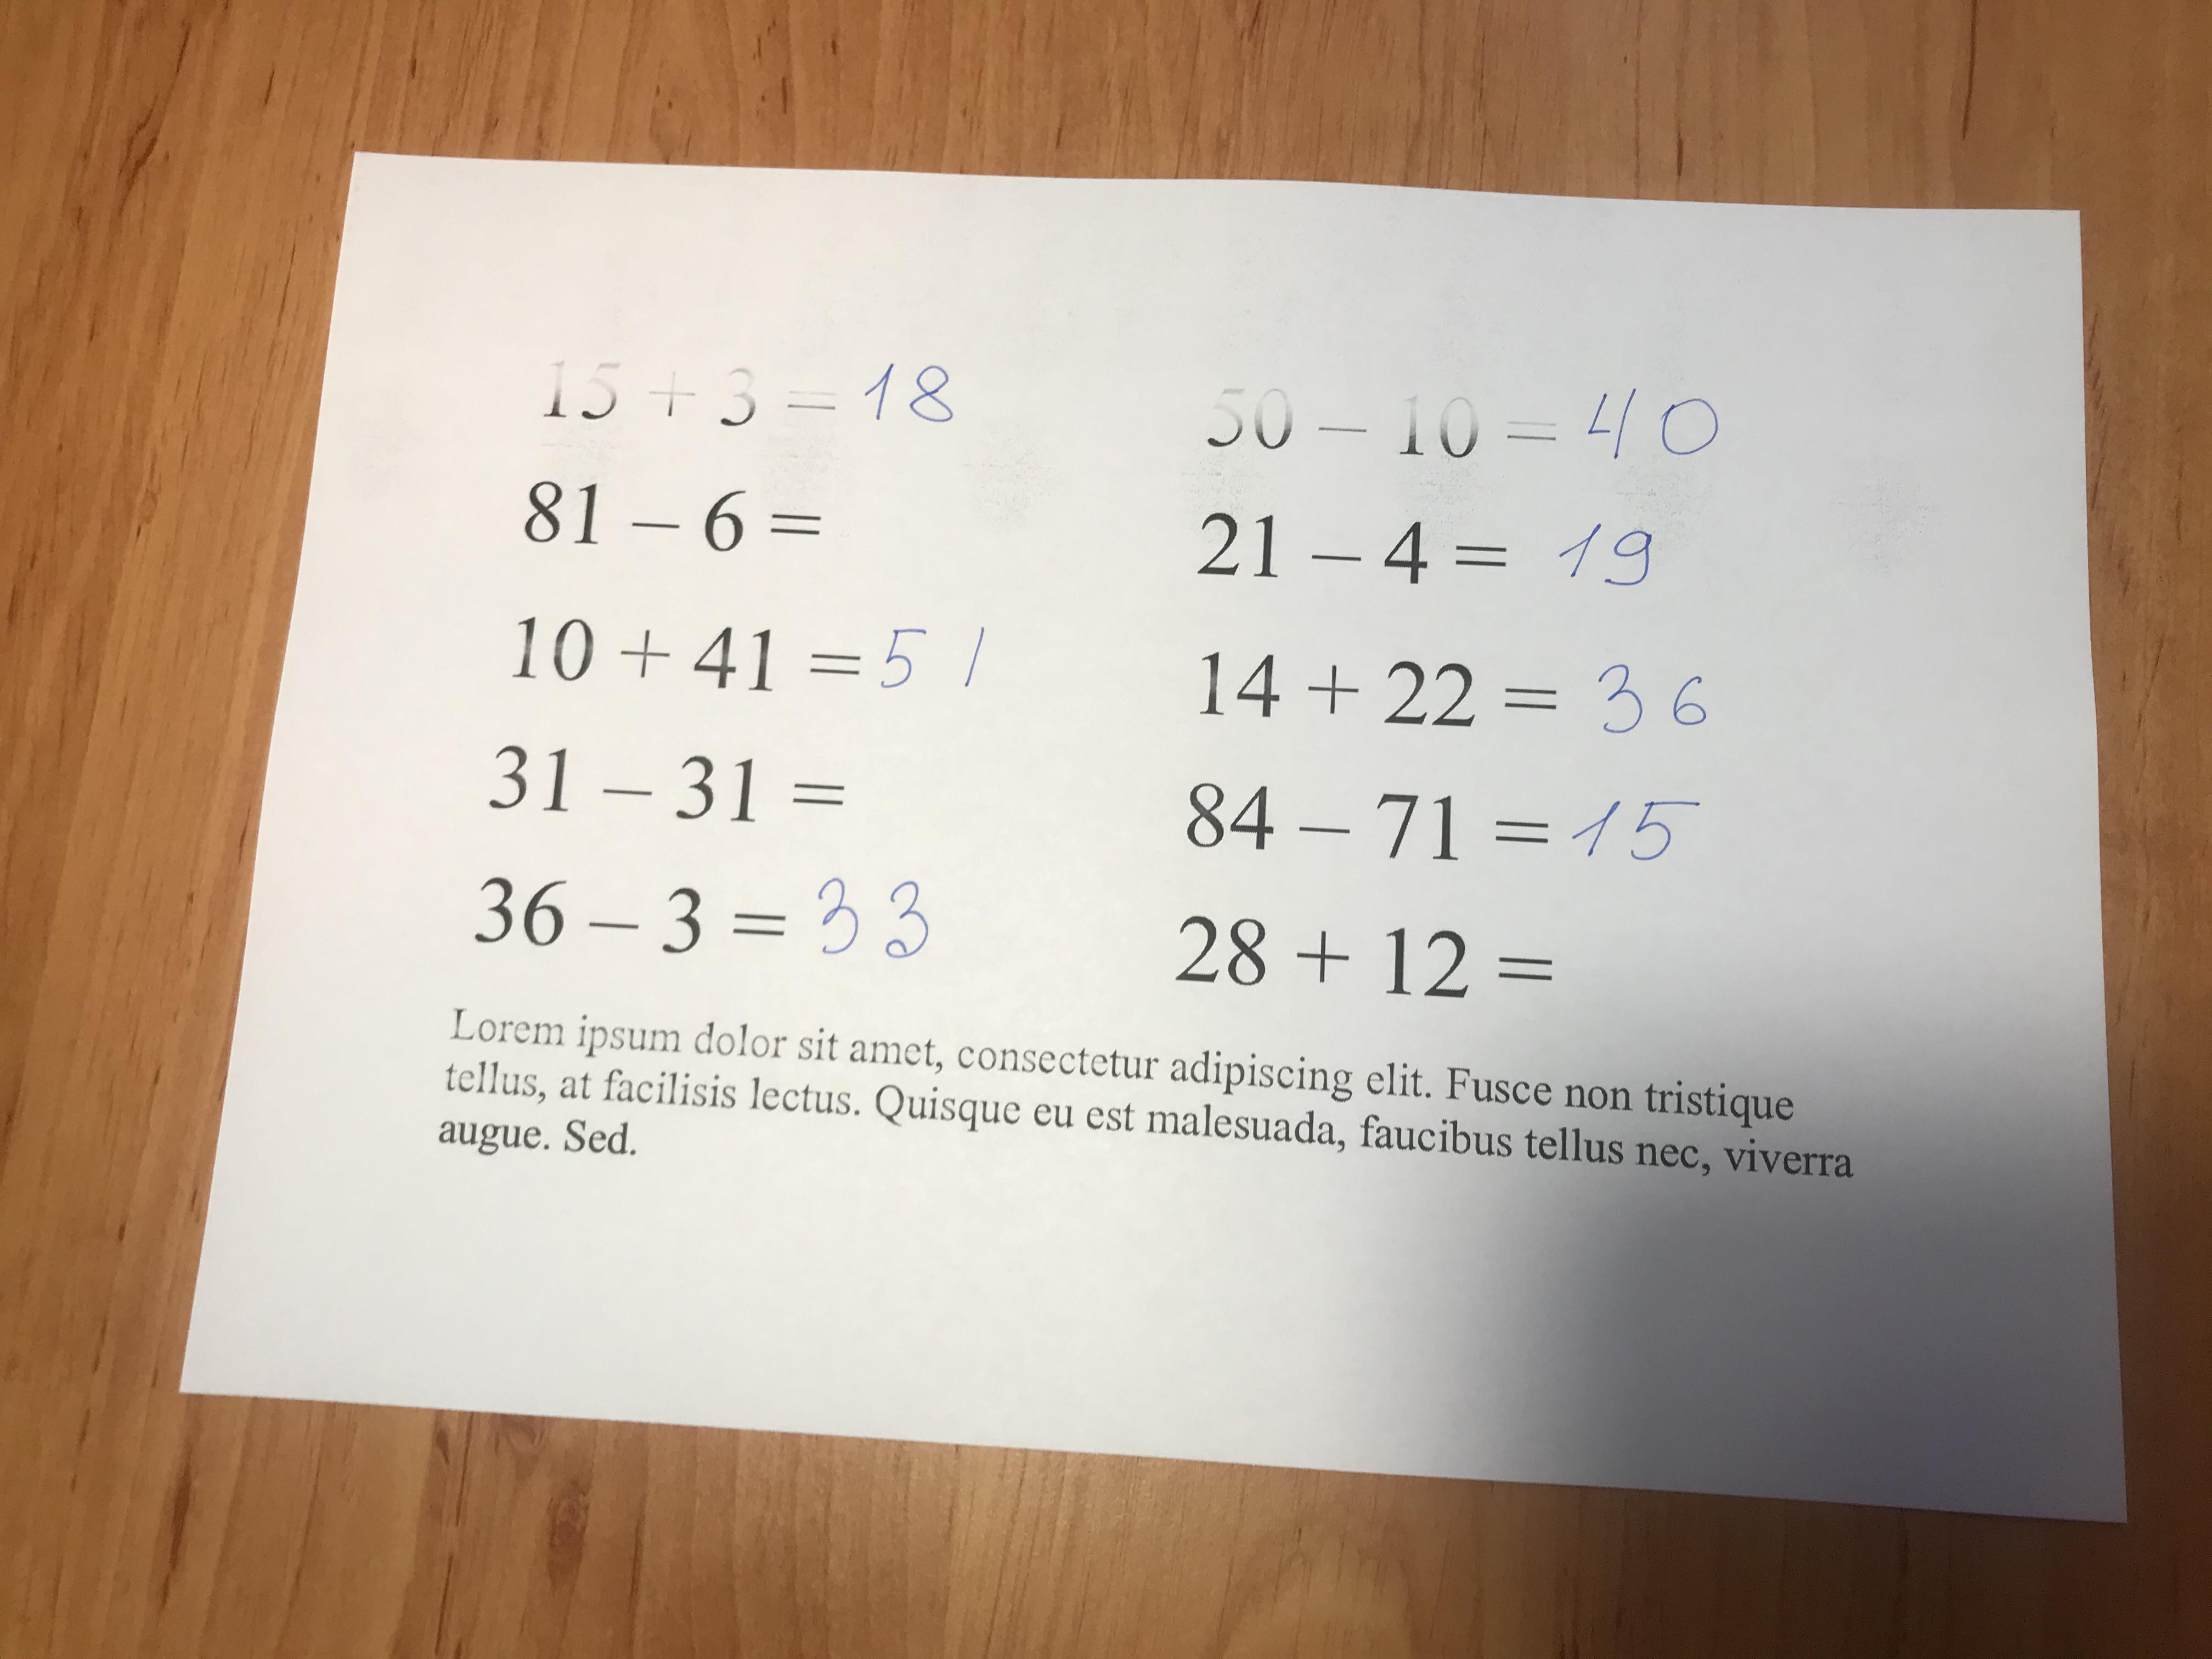 15 + 3 = 18
81 – 6 =
10 + 41 = 51
31 – 31 =
36 – 3 = 33
50 – 10 = 40
21 – 4 = 19
14 + 22 = 36
84 – 71 = 15
28 + 12 =
Lorem ipsum dolor sit amet, consectetur adipiscing elit. Fusce non tristique
tellus, at facilisis lectus. Quisque eu est malesuada, faucibus tellus nec, viverra
augue. Sed.